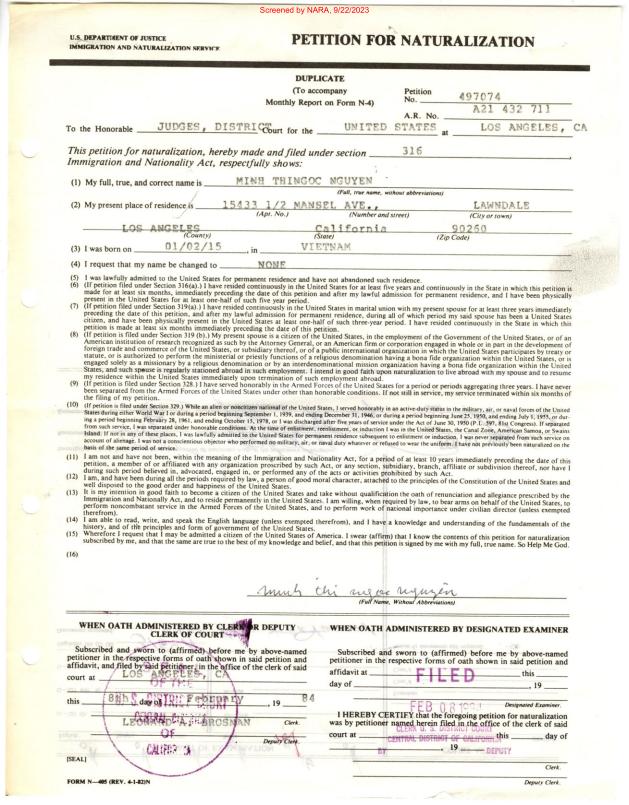 Screened by NARA, 9/22/2023
U.S. DEPARTMENT OF JUSTICE
IMMIGRATION AND NATURALIZATION SERVICE
PETITION FOR NATURALIZATION
DUPLICATE
(To accompany
Monthly Report on Form N-4)
Petition No. 497074
A.R. No. A21 432 711
To the Honorable JUDGES, DISTRICT Court for the UNITED STATES at LOS ANGELES, CA
This petition for naturalization, hereby made and filed under section 316,
Immigration and Nationality Act, respectfully shows:
(1) My full, true, and correct name is MINH THINGOC NGUYEN
(Full, true name, without abbreviations)
(2) My present place of residence is 15433 1/2 MANSEL AVE., LAWNDALE
(Apt. No.) (Number and street) (City or town)
LOS ANGELES California 90260
(County) (State) (Zip Code)
(3) I was born on 01/02/15, in VIETNAM
(4) I request that my name be changed to NONE
(5) I was lawfully admitted to the United States for permanent residence and have not abandoned such residence.
(6) (If petition filed under Section 316(a).) I have resided continuously in the United States for at least five years and continuously in the State in which this petition is
made for at least six months, immediately preceding the date of this petition and after my lawful admission for permanent residence, and I have been physically
present in the United States for at least one-half of such five year period.
(7) (If petition filed under Section 319(a).) I have resided continuously in the United States in marital union with my present spouse for at least three years immediately
preceding the date of this petition, and after my lawful admission for permanent residence, during all of which period my said spouse has been a United States
citizen, and have been physically present in the United States at least one-half of such three-year period. I have resided continuously in the State in which this
petition is made at least six months immediately preceding the date of this petition.
(8) (If petition filed under Section 319 (b).) My present spouse is a citizen of the United States, in the employment of the Government of the United States, or of an
American institution of research recognized as such by the Attorney General, or an American firm or corporation engaged in whole or in part in the development of
foreign trade and commerce of the United States, or subsidiary thereof, or of a public international organization in which the United States participates by treaty or
statute, or is authorized to perform the ministerial or priestly functions of a religious denomination having a bona fide organization within the United States, or is
engaged solely as a missionary by a religious denomination or by an interdenominational mission organization having a bona fide organization within the United
States, and such spouse is regularly stationed abroad in such employment. I intend in good faith upon naturalization to live abroad with my spouse and to resume
my residence within the United States immediately upon termination of such employment abroad.
(9) (If petition is filed under Section 328.) I have served honorably in the Armed Forces of the United States for a period or periods aggregating three years. I have never
been separated from the Armed Forces of the United States under other than honorable conditions. If not still in service, my service terminated within six months of
the filing of my petition.
(10) (If petition is filed under Section 329.) While an alien or noncitizen national of the United States, I served honorably in an active-duty status in the military, air, or naval forces of the United
States during either World War I or during a period beginning September 1, 1939, and ending December 31, 1946, or during a period beginning June 25, 1950, and ending July 1, 1955, or dur-
ing a period beginning February 28, 1961, and ending October 15, 1978, or I was discharged after five years of service under the Act of June 30, 1950 (P.L. 597, 81st Congress). If separated
from such service, I was separated under honorable conditions. At the time of enlistment, reenlistment, or induction I was in the United States, the Canal Zone, American Samoa, or Swains
Island. If not in any of these places, I was lawfully admitted to the United States for permanent residence subsequent to enlistment or induction. I was never separated from such service on
account of alienage. I was not a conscientious objector who performed no military, air, or naval duty whatever or refused to wear the uniform. I have not previously been naturalized on the
basis of the same period of service.
(11) I am not and have not been, within the meaning of the Immigration and Nationality Act, for a period of at least 10 years immediately preceding the date of this
petition, a member of or affiliated with any organization proscribed by such Act, or any section, subsidiary, branch, affiliate or subdivision thereof, nor have I
during such period believed in, advocated, engaged in, or performed any of the acts or activities prohibited by such Act.
(12) I am, and have been during all the periods required by law, a person of good moral character, attached to the principles of the Constitution of the United States and
well disposed to the good order and happiness of the United States.
(13) It is my intention in good faith to become a citizen of the United States and take without qualification the oath of renunciation and allegiance prescribed by the
Immigration and Nationality Act, and to reside permanently in the United States. I am willing, when required by law, to bear arms on behalf of the United States, to
perform noncombatant service in the Armed Forces of the United States, and to perform work of national importance under civilian direction (unless exempted
therefrom).
(14) I am able to read, write, and speak the English language (unless exempted therefrom), and I have a knowledge and understanding of the fundamentals of the
history, and of the principles and form of government of the United States.
(15) Wherefore I request that I may be admitted a citizen of the United States of America. I swear (affirm) that I know the contents of this petition for naturalization
subscribed by me, and that the same are true to the best of my knowledge and belief, and that this petition is signed by me with my full, true name. So Help Me God.
(16)
minh thi ngoc nguyên
(Full Name, Without Abbreviations)
WHEN OATH ADMINISTERED BY CLERK OR DEPUTY
CLERK OF COURT
Subscribed and sworn to (affirmed) before me by above-named
petitioner in the respective forms of oath shown in said petition and
affidavit, and filed by said petitioner, in the office of the clerk of said
court at LOS ANGELES, CA
this 8th day of February, 19 84
LEONARD A. BROSNAN Clerk.
Deputy Clerk.
OF THE
U.S. DISTRICT COURT
OF
CALIFORNIA
[SEAL]
FORM N-405 (REV. 4-1-82)N
WHEN OATH ADMINISTERED BY DESIGNATED EXAMINER
Subscribed and sworn to (affirmed) before me by above-named
petitioner in the respective forms of oath shown in said petition and
affidavit at this
day of , 19
FILED
Designated Examiner.
FEB 08 1984
I HEREBY CERTIFY that the foregoing petition for naturalization
was by petitioner named herein filed in the office of the clerk of said
court at this day of
CLERK U. S. DISTRICT COURT
CENTRAL DISTRICT OF CALIFORNIA
BY , 19 DEPUTY
Clerk.
Deputy Clerk.